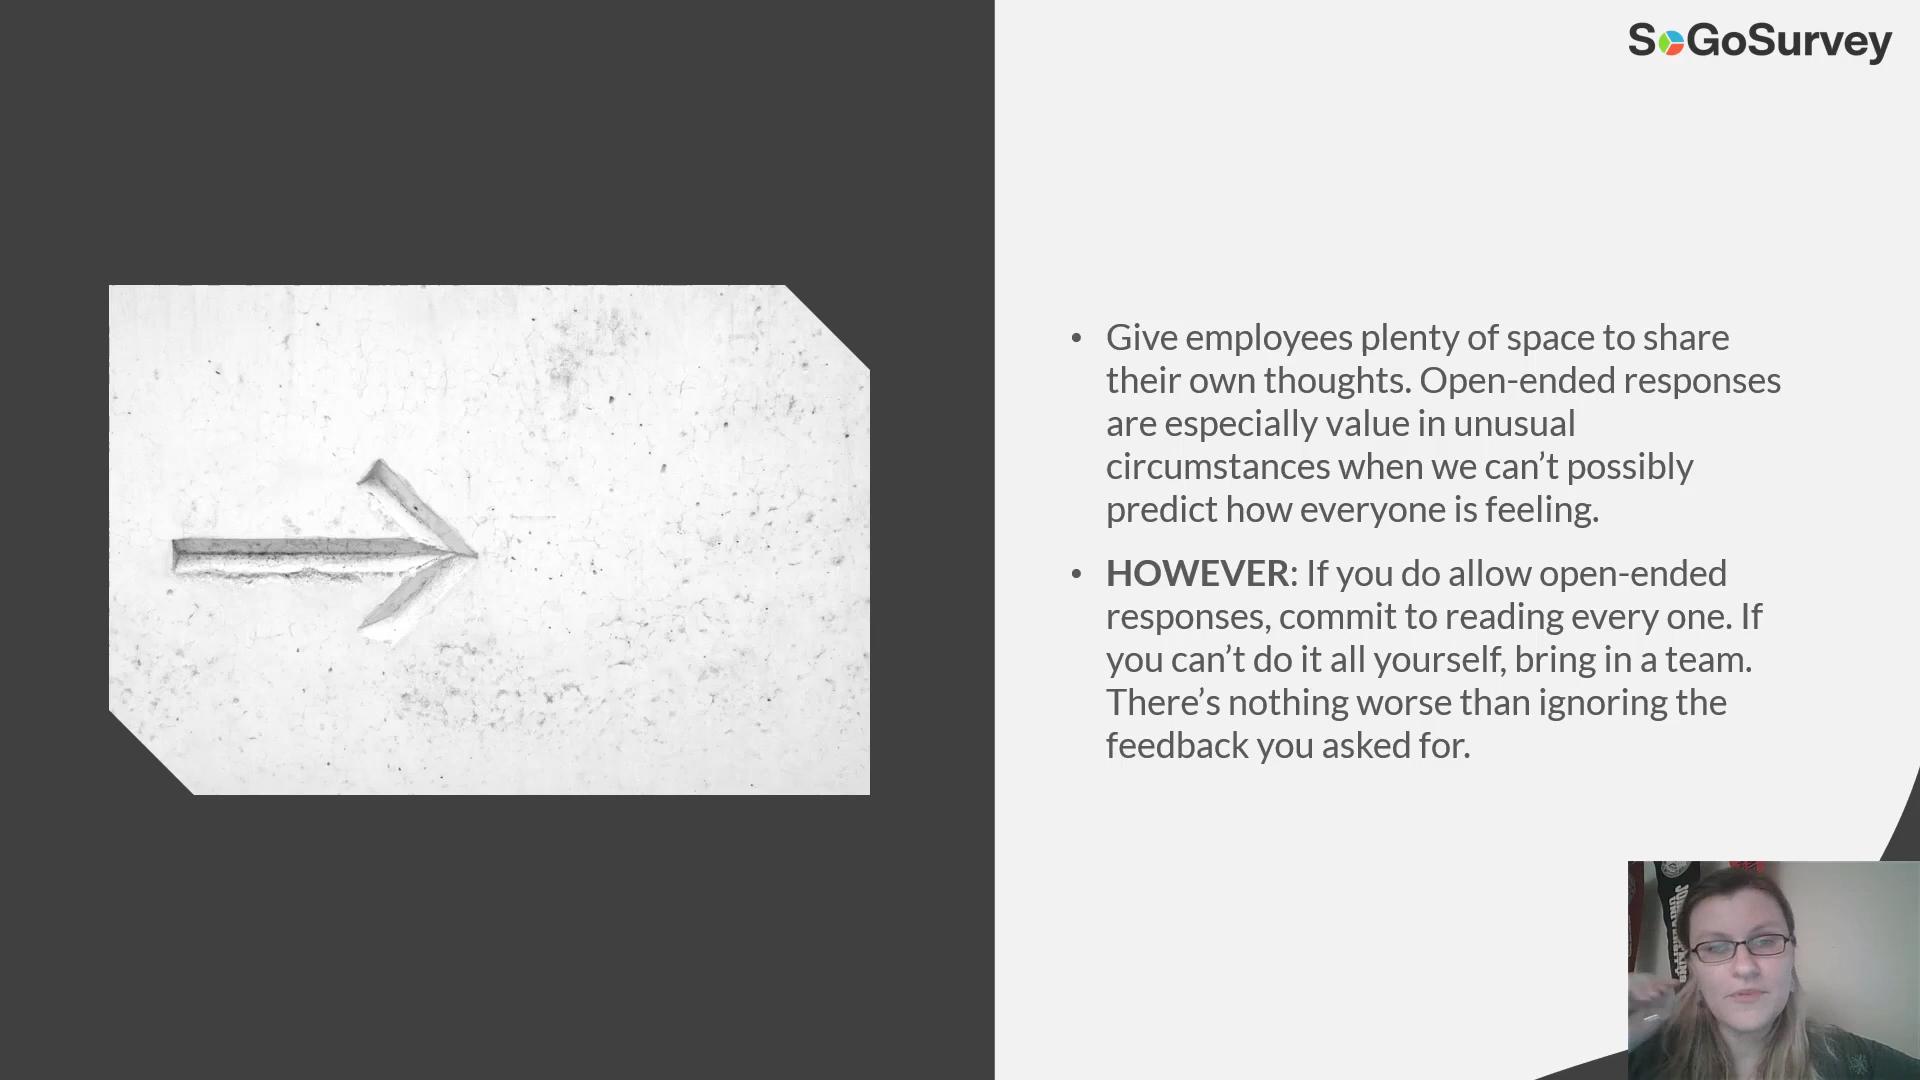 SoGoSurvey
• Give employees plenty of space to share
their own thoughts. Open-ended responses
are especially value in unusual
circumstances when we can’t possibly
predict how everyone is feeling.
• HOWEVER: If you do allow open-ended
responses, commit to reading every one. If
you can’t do it all yourself, bring in a team.
There’s nothing worse than ignoring the
feedback you asked for.